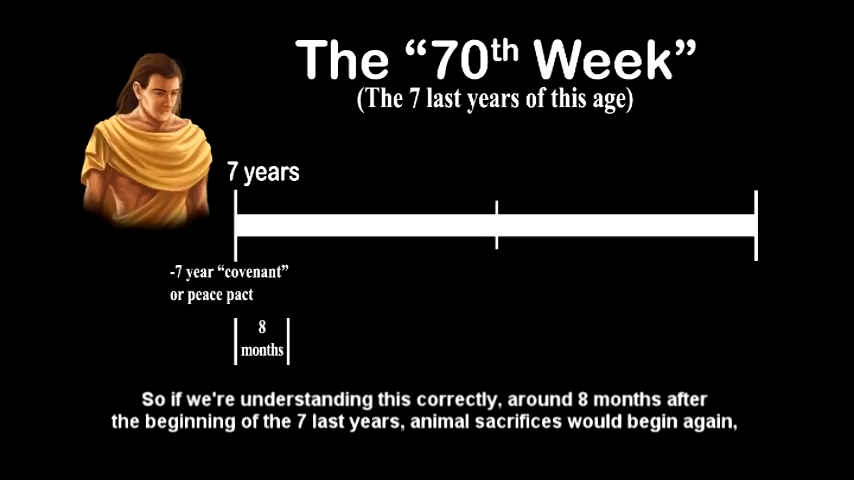 The “70th Week”
(The 7 last years of this age)
7 years
-7 year “covenant”
or peace pact
8
months
So if we're understanding this correctly, around 8 months after
the beginning of the 7 last years, animal sacrifices would begin again,